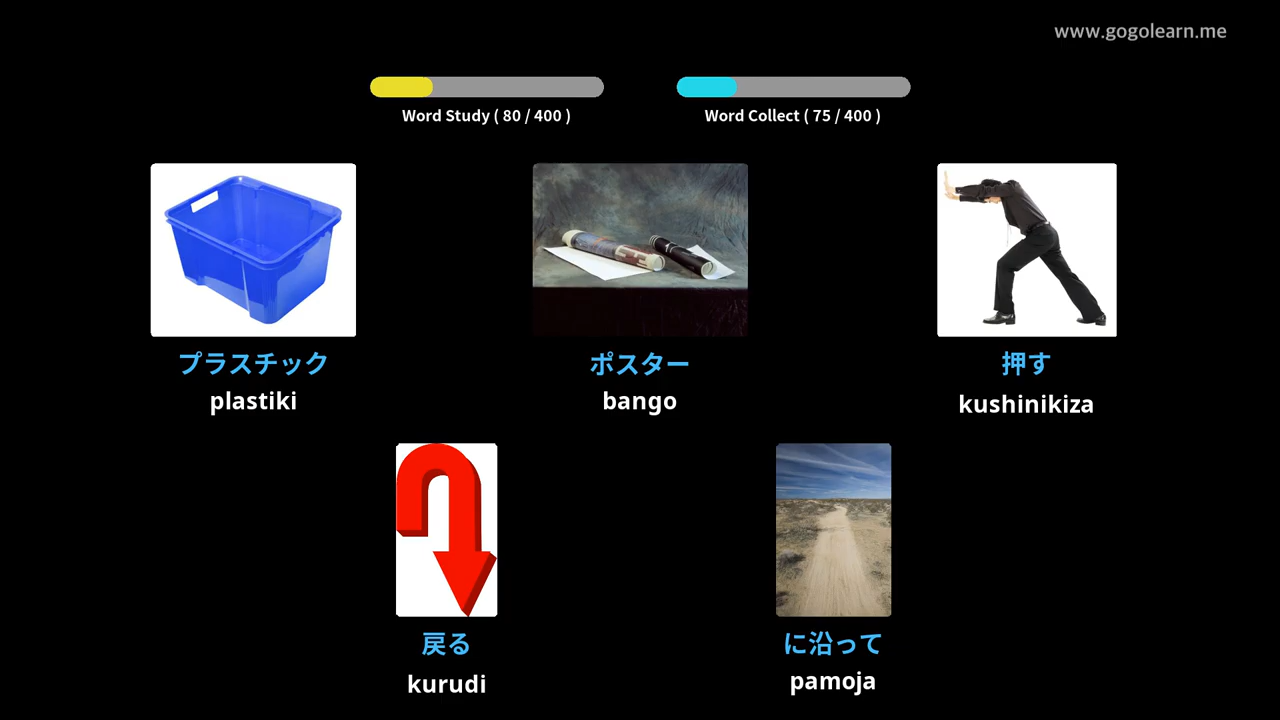 www.gogolearn.me
Word Study ( 80 / 400 )
Word Collect ( 75 / 400 )
プラスチック
plastiki
ポスター
bango
押す
kushinikiza
戻る
kurudi
に沿って
pamoja